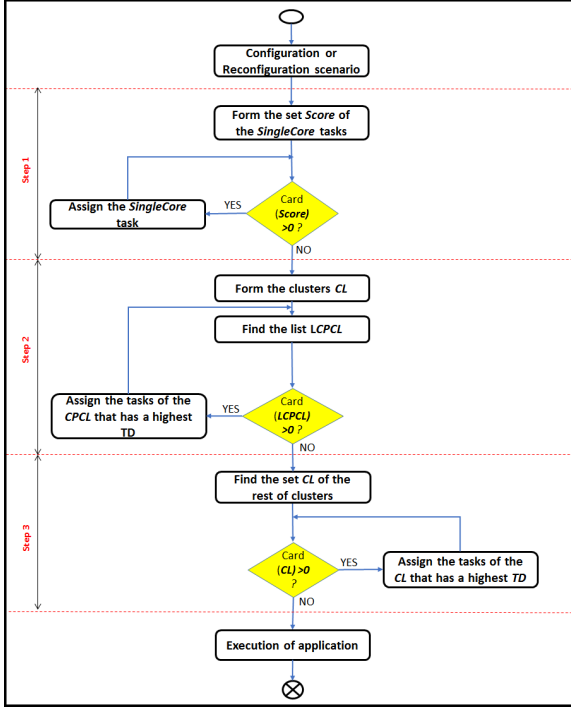 Configuration or
Reconfiguration scenario
Form the set Score of
the SingleCore tasks
Step 1
Assign the SingleCore
task
YES
Card
(Score)
>0 ?
NO
Form the clusters CL
Find the list LCPCL
Step 2
Assign the tasks of the
CPCL that has a highest
TD
YES
Card
(LCPCL)
>0 ?
NO
Find the set CL of the
rest of clusters
Step 3
Card
(CL) >0
?
YES
Assign the tasks of the
CL that has a highest TD
NO
Execution of application